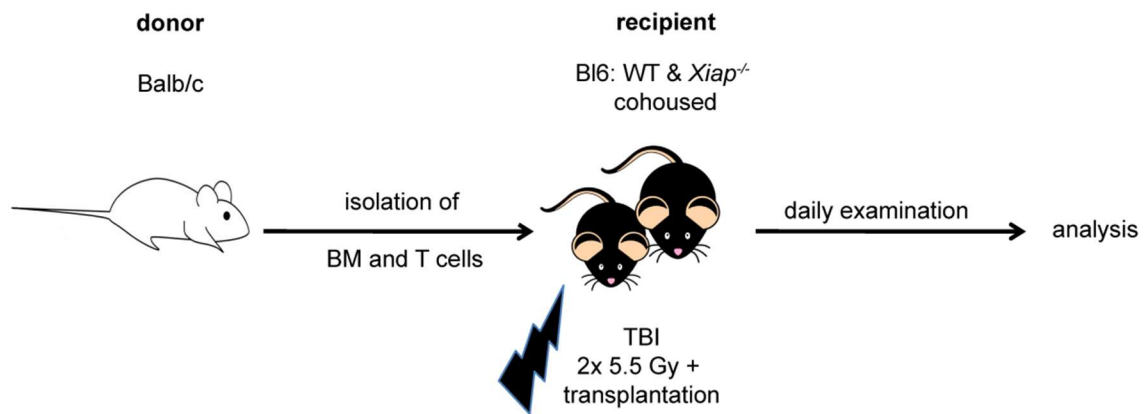 donor
Balb/c
recipient
Bl6: WT & Xiap-/-
cohoused
isolation of
BM and T cells
daily examination
analysis
TBI
2x 5.5 Gy +
transplantation